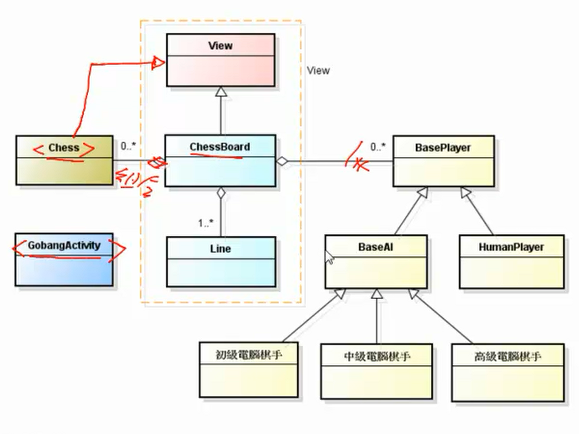 View
View
Chess
0..*
ChessBoard
0..*
BasePlayer
GobangActivity
1..*
Line
BaseAI
HumanPlayer
初級電腦棋手
中級電腦棋手
高級電腦棋手